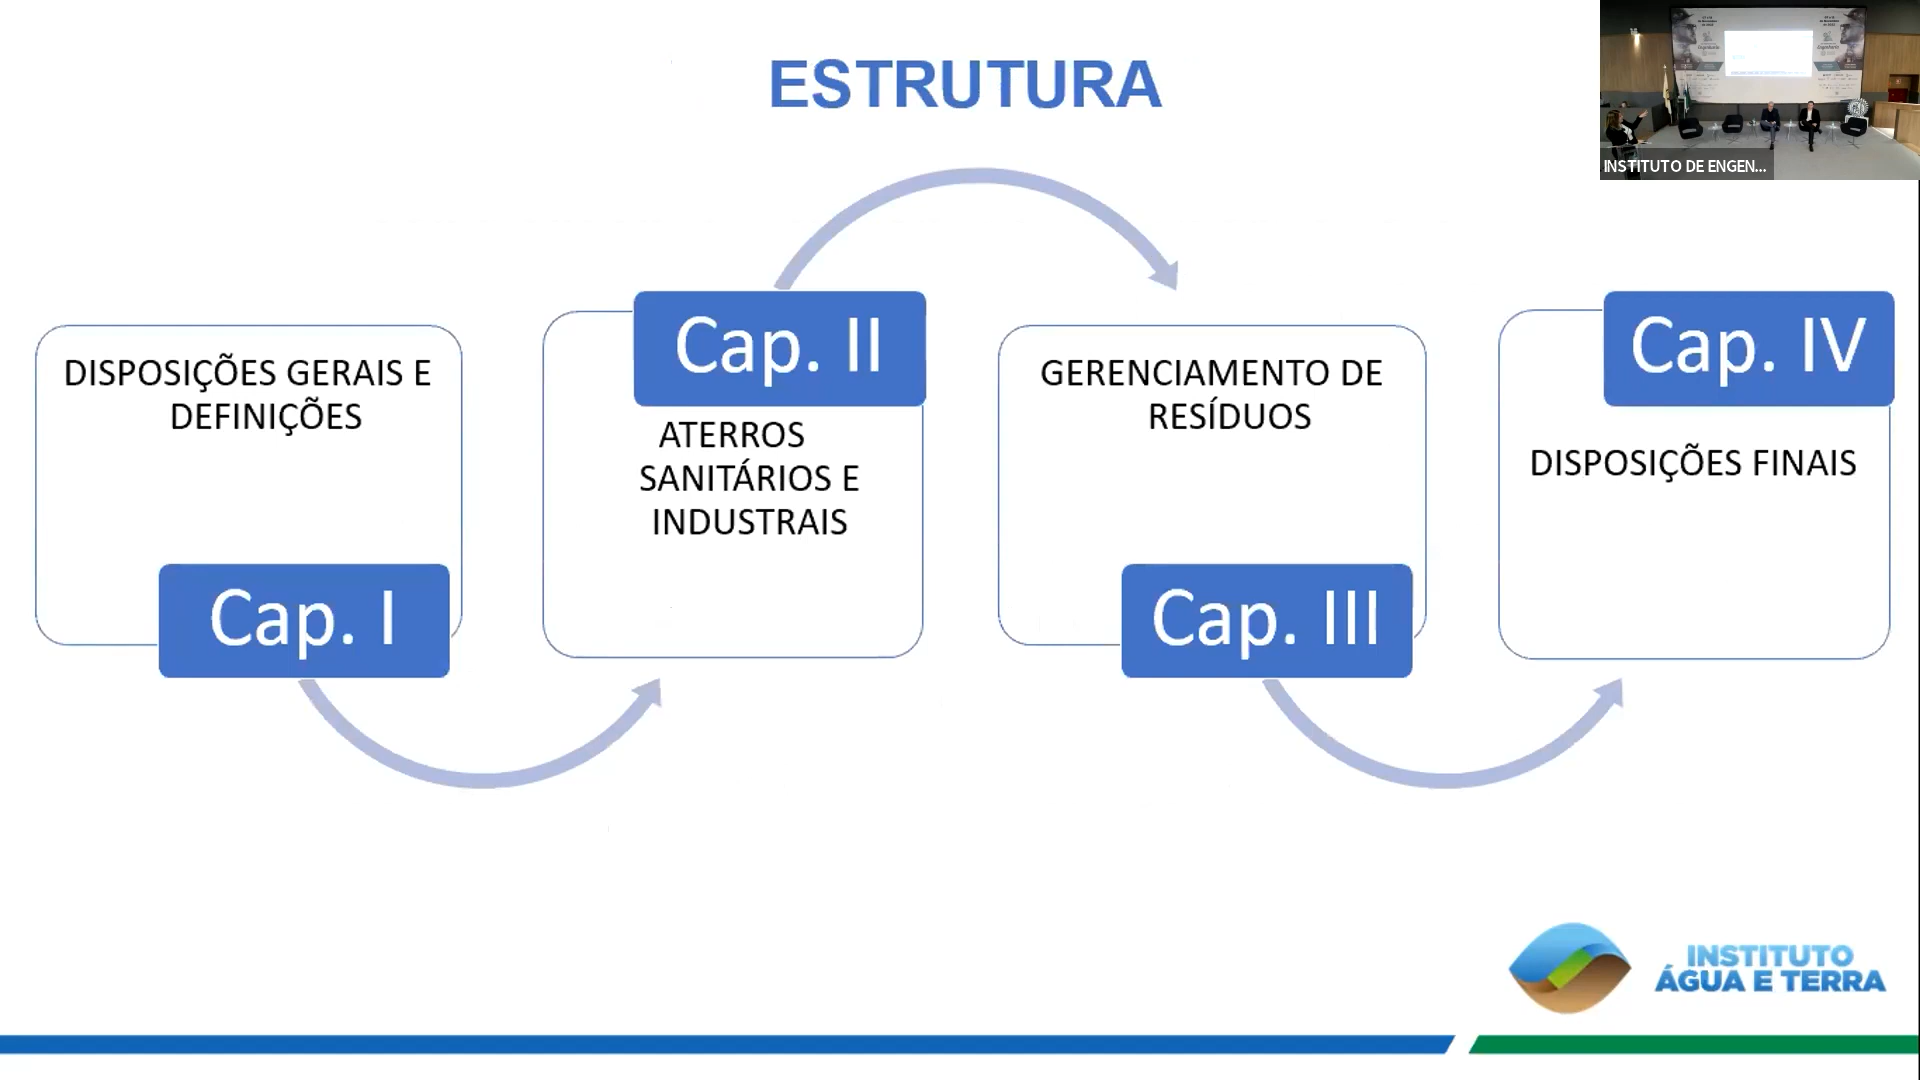 ESTRUTURA
INSTITUTO DE ENGEN...
DISPOSIÇÕES GERAIS E
DEFINIÇÕES
Cap. I
Cap. II
ATERROS
SANITÁRIOS E
INDUSTRAIS
GERENCIAMENTO DE
RESÍDUOS
Cap. III
Cap. IV
DISPOSIÇÕES FINAIS
INSTITUTO
ÁGUA E TERRA